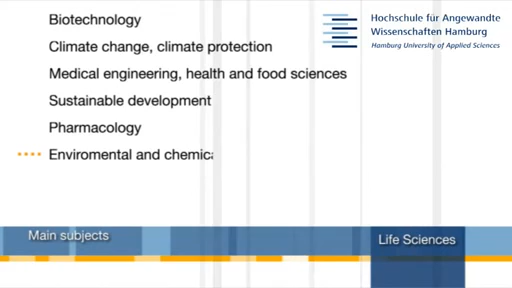 Biotechnology
Hochschule für Angewandte
Wissenschaften Hamburg
Hamburg University of Applied Sciences
Climate change, climate protection
Medical engineering, health and food sciences
Sustainable development
Pharmacology
Enviromental and chemica
Main subjects
Life Sciences